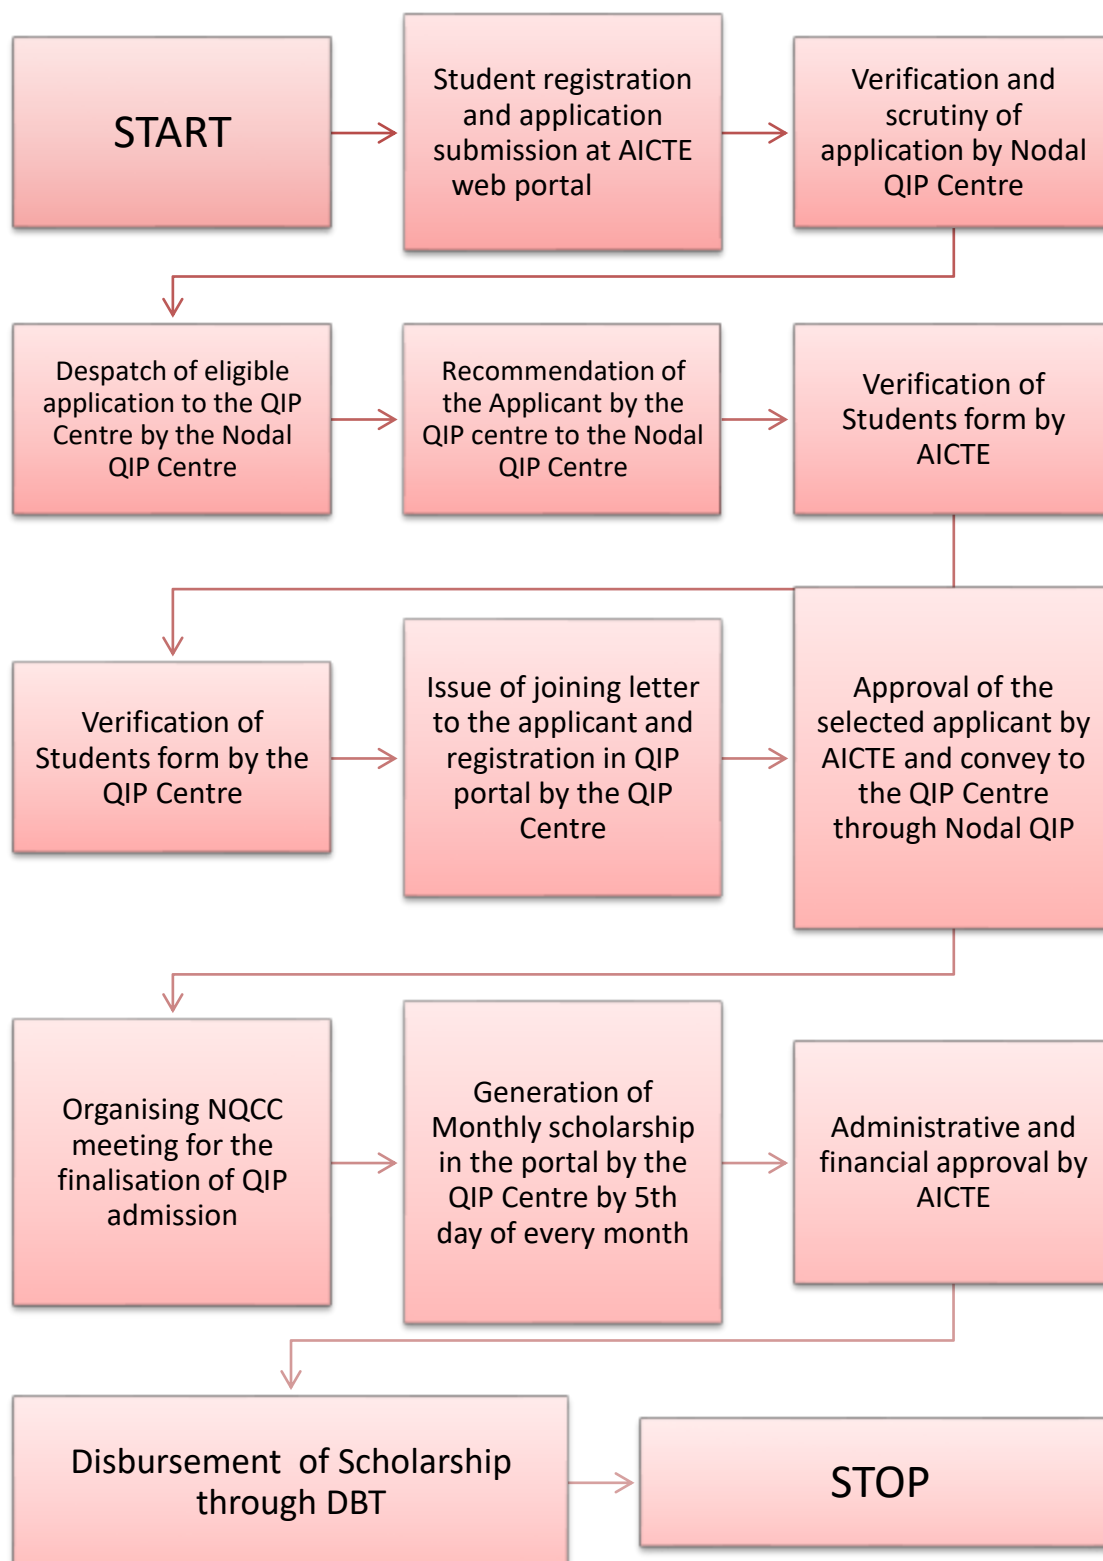 START
Student registration
and application
submission at AICTE
web portal
Verification and
scrutiny of
application by Nodal
QIP Centre
Despatch of eligible
application to the QIP
Centre by the Nodal
QIP Centre
Recommendation of
the Applicant by the
QIP centre to the Nodal
QIP Centre
Verification of
Students form by
AICTE
Verification of
Students form by the
QIP Centre
Issue of joining letter
to the applicant and
registration in QIP
portal by the QIP
Centre
Approval of the
selected applicant by
AICTE and convey to
the QIP Centre
through Nodal QIP
Organising NQCC
meeting for the
finalisation of QIP
admission
Generation of
Monthly scholarship
in the portal by the
QIP Centre by 5th
day of every month
Administrative and
financial approval by
AICTE
Disbursement of Scholarship
through DBT
STOP